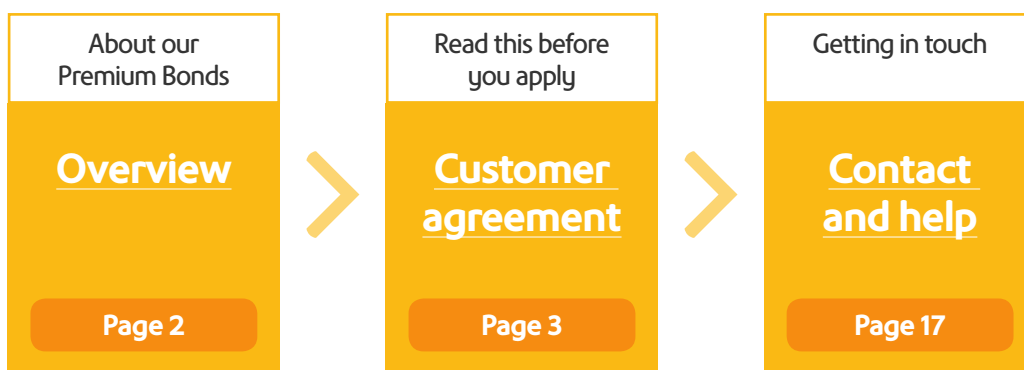 About our
Premium Bonds
Overview
Page 2
Read this before
you apply
Customer
agreement
Page 3
Getting in touch
Contact
and help
Page 17